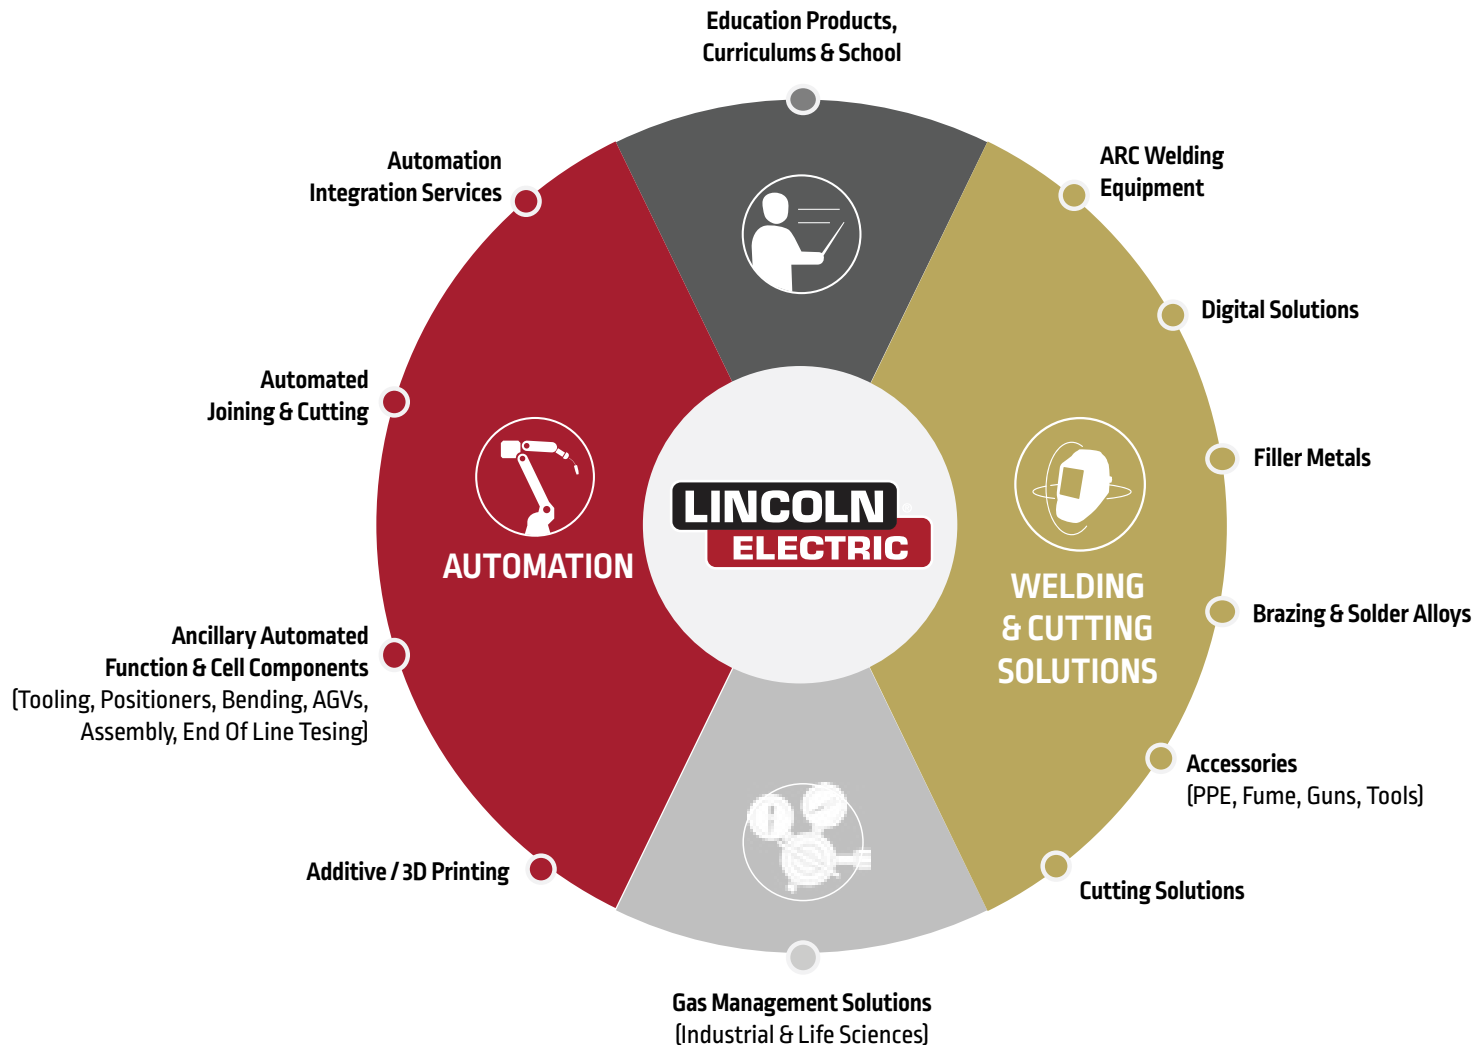 Education Products,
Curriculums & School
Automation
Integration Services
ARC Welding
Equipment
Digital Solutions
Automated
Joining & Cutting
Filler Metals
LINCOLN ®
ELECTRIC
AUTOMATION
WELDING
& CUTTING
SOLUTIONS
Brazing & Solder Alloys
Ancillary Automated
Function & Cell Components
(Tooling, Positioners, Bending, AGVs,
Assembly, End Of Line Tesing)
Accessories
(PPE, Fume, Guns, Tools)
Additive / 3D Printing
Cutting Solutions
Gas Management Solutions
(Industrial & Life Sciences)